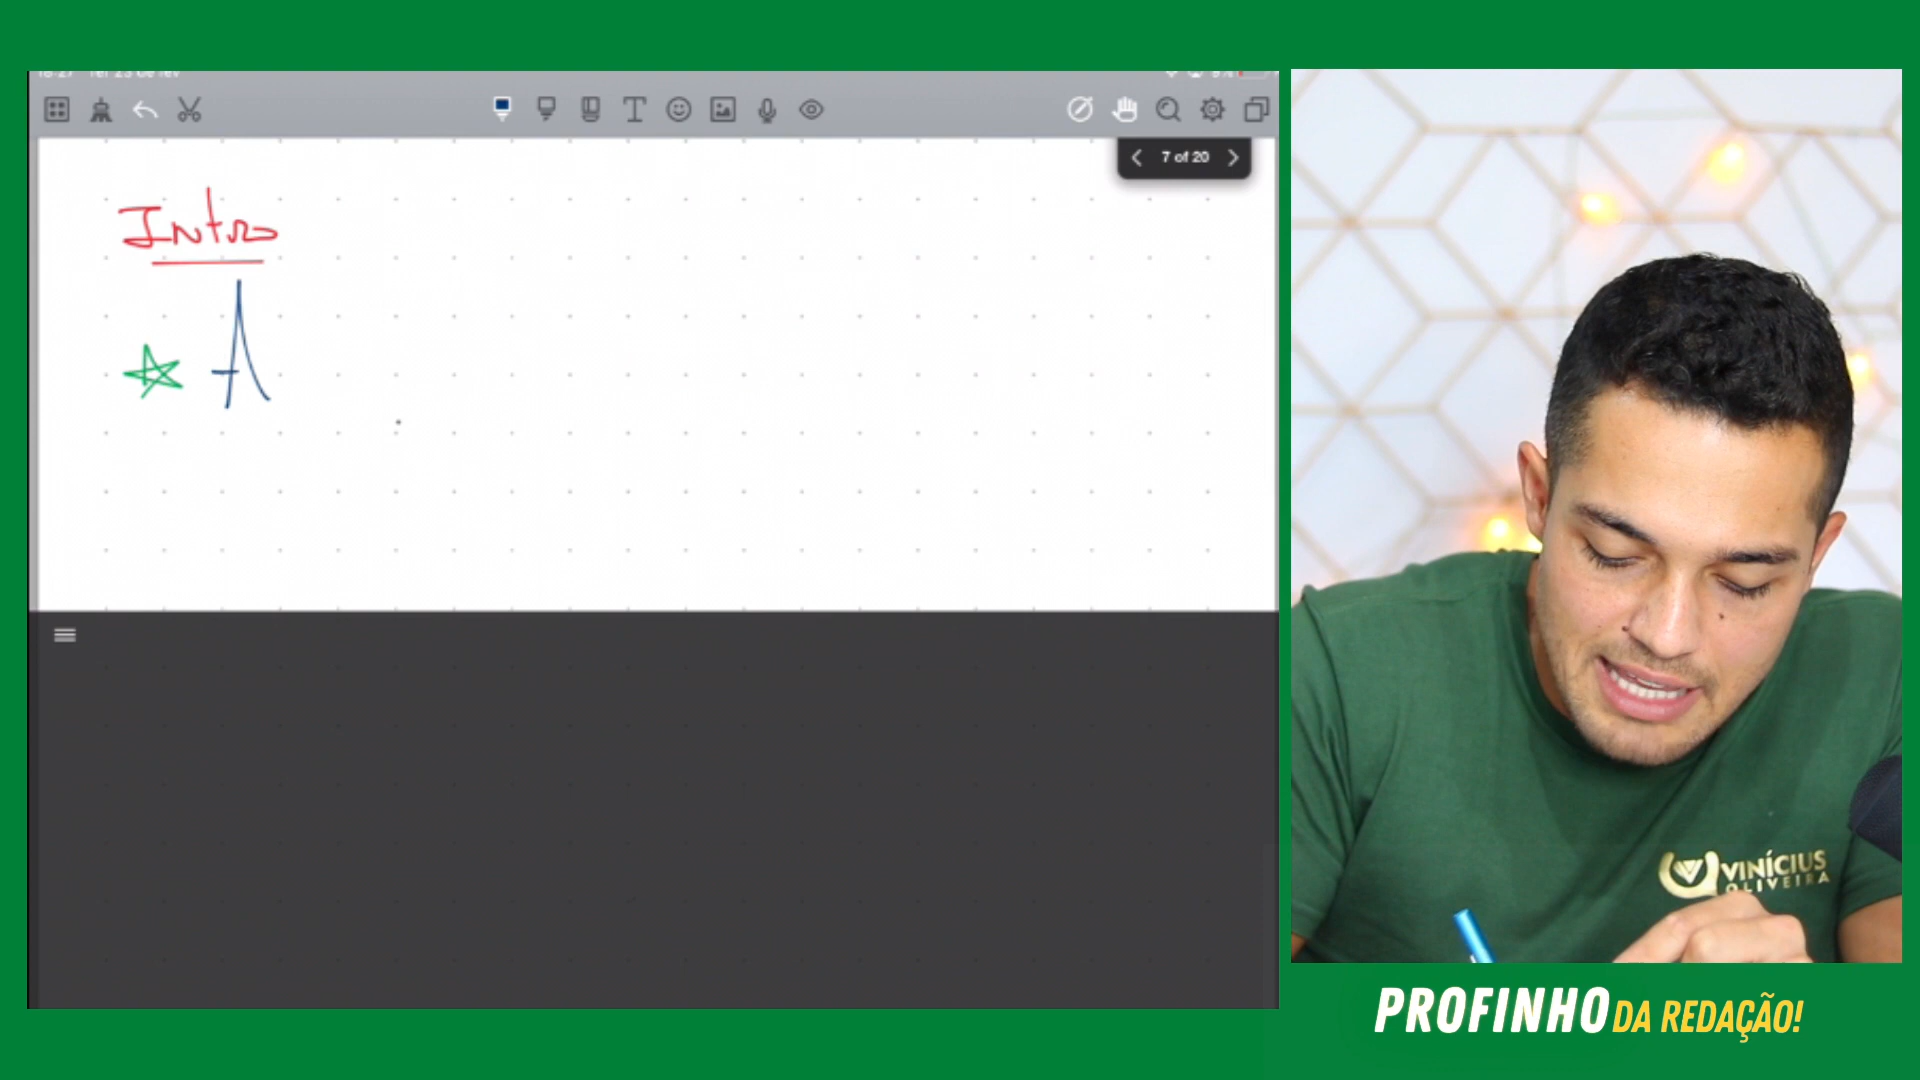 7 of 20
Intro
A
VINÍCIUS
OLIVEIRA
PROFINHO DA REDAÇÃO!